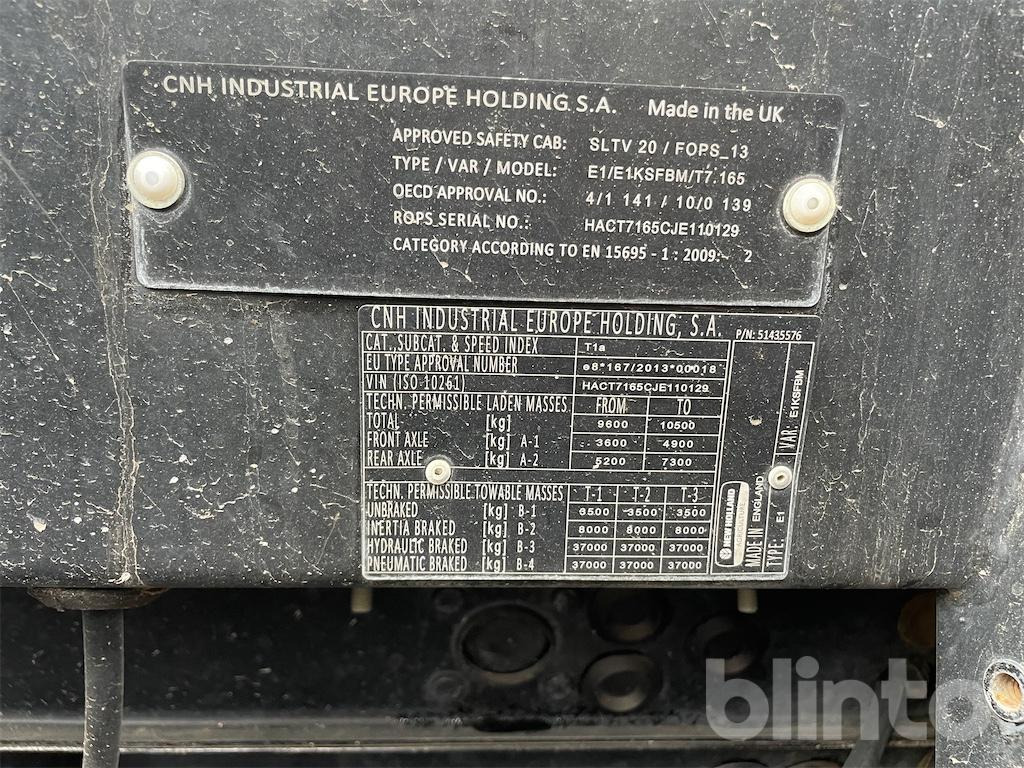 CNH INDUSTRIAL EUROPE HOLDING S.A. Made in the UK
APPROVED SAFETY CAB: SLTV 20 / FOPS_13
TYPE / VAR / MODEL: E1/E1KSFBM/T7.165
OECD APPROVAL NO.: 4/1 141 / 10/0 139
ROPS SERIAL NO.: HACT7165CJE110129
CATEGORY ACCORDING TO EN 15695 - 1 : 2009: - 2
CNH INDUSTRIAL EUROPE HOLDING, S.A. P/N: 51435576
CAT.,SUBCAT. & SPEED INDEX T1a
EU TYPE APPROVAL NUMBER e8*167/2013*00018
VIN (ISO 10261) HACT7165CJE110129
TECHN. PERMISSIBLE LADEN MASSES FROM TO
TOTAL [kg] 9600 10500
FRONT AXLE [kg] A-1 3600 4900
REAR AXLE [kg] A-2 5200 7300
TECHN. PERMISSIBLE TOWABLE MASSES T-1 T-2 T-3
UNBRAKED [kg] B-1 3500 3500 3500
INERTIA BRAKED [kg] B-2 8000 8000 8000
HYDRAULIC BRAKED [kg] B-3 37000 37000 37000
PNEUMATIC BRAKED [kg] B-4 37000 37000 37000
NEW HOLLAND
MADE IN ENGLAND
TYPE: E1
VAR: E1KSFBM
blinto